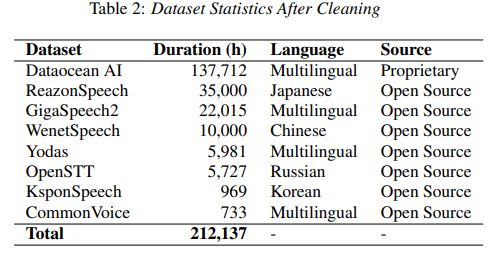 Table 2: Dataset Statistics After Cleaning
Dataset Duration (h) Language Source
Dataocean AI 137,712 Multilingual Proprietary
ReazonSpeech 35,000 Japanese Open Source
GigaSpeech2 22,015 Multilingual Open Source
WenetSpeech 10,000 Chinese Open Source
Yodas 5,981 Multilingual Open Source
OpenSTT 5,727 Russian Open Source
KsponSpeech 969 Korean Open Source
CommonVoice 733 Multilingual Open Source
Total 212,137 - -